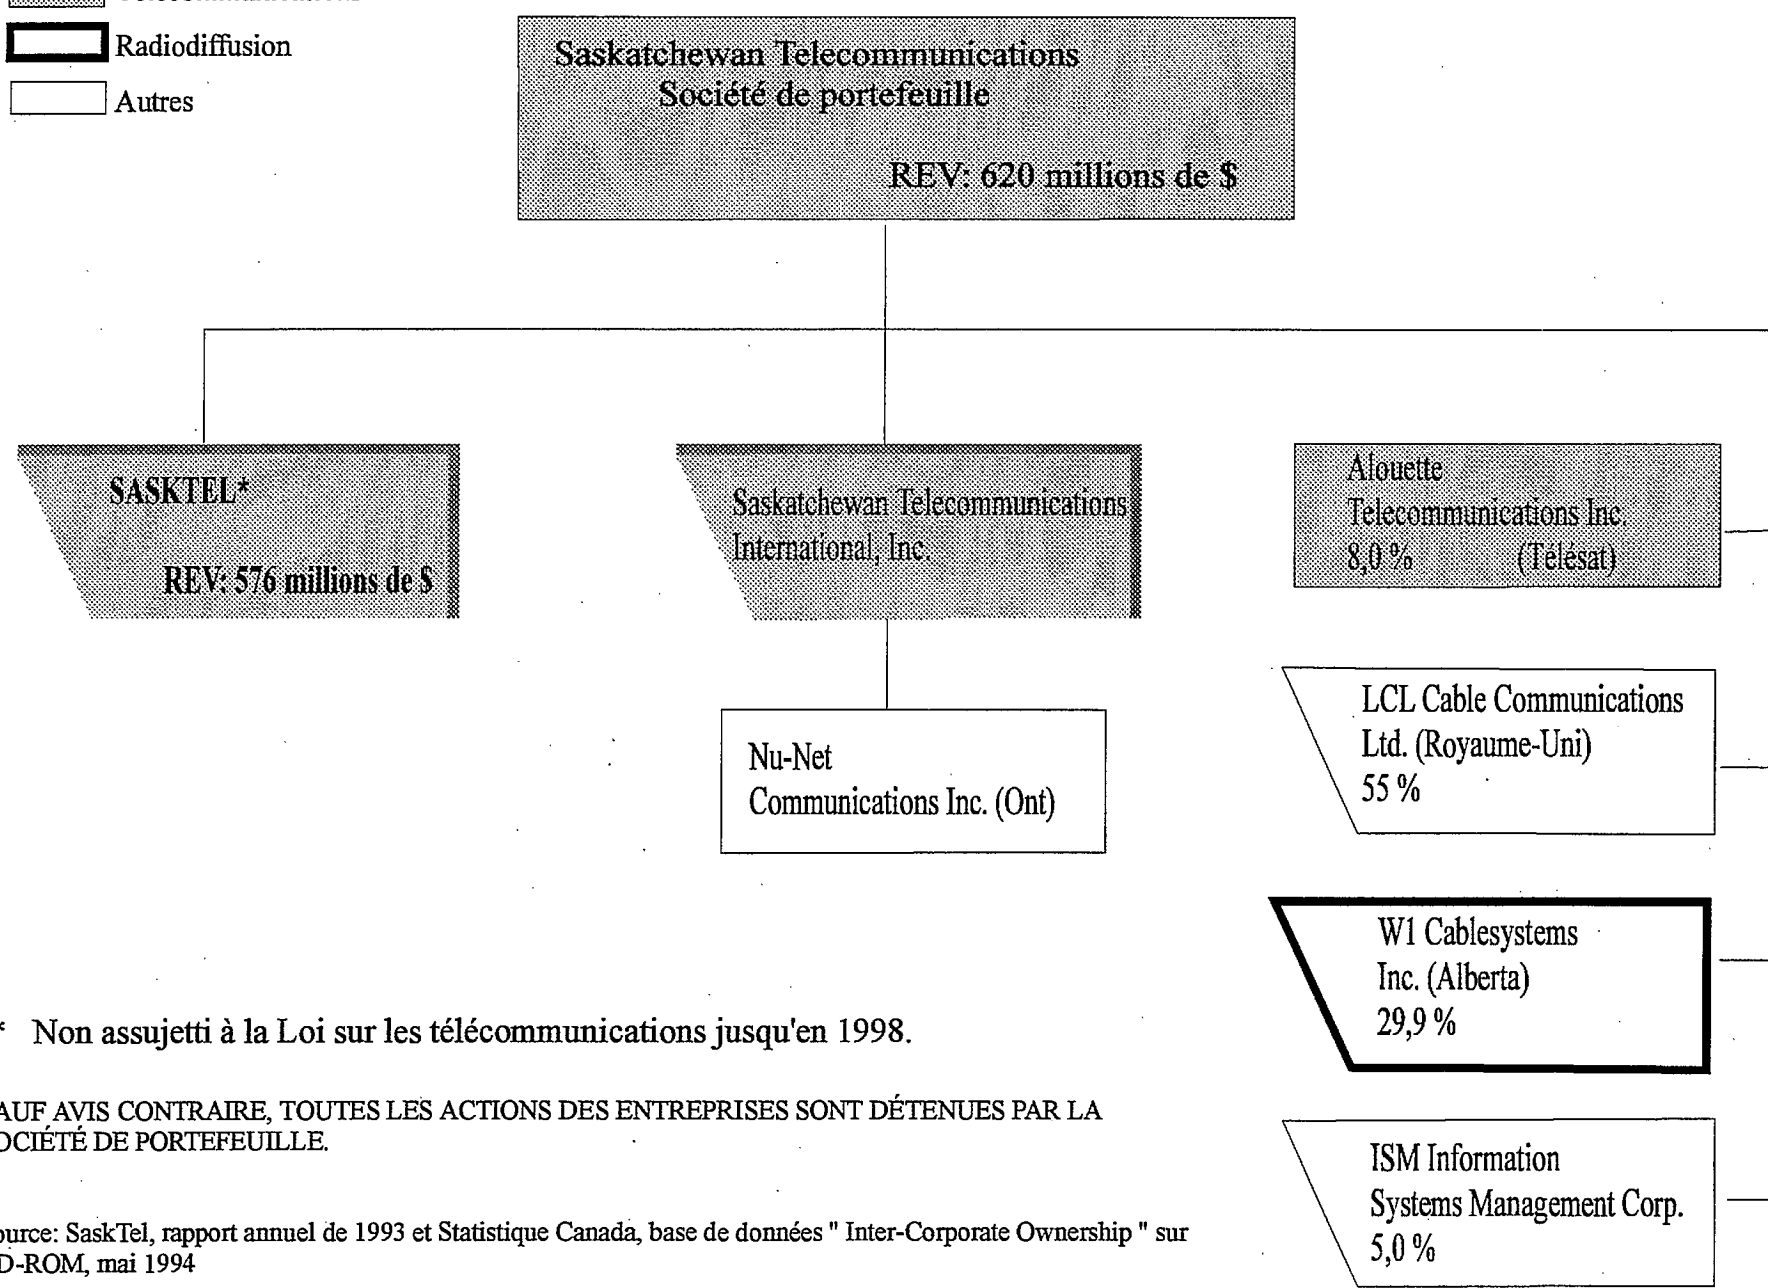 Radiodiffusion
Autres
Saskatchewan Telecommunications
Société de portefeuille
REV: 620 millions de $
SASKTEL*
REV: 576 millions de $
Saskatchewan Telecommunications
International, Inc.
Nu-Net
Communications Inc. (Ont)
Alouette
Telecommunications Inc.
8,0 % (Télésat)
LCL Cable Communications
Ltd. (Royaume-Uni)
55 %
W1 Cablesystems
Inc. (Alberta)
29,9 %
ISM Information
Systems Management Corp.
5,0 %
* Non assujetti à la Loi sur les télécommunications jusqu'en 1998.
AUF AVIS CONTRAIRE, TOUTES LES ACTIONS DES ENTREPRISES SONT DÉTENUES PAR LA
OCIÉTÉ DE PORTEFEUILLE.
ource: SaskTel, rapport annuel de 1993 et Statistique Canada, base de données " Inter-Corporate Ownership " sur
D-ROM, mai 1994